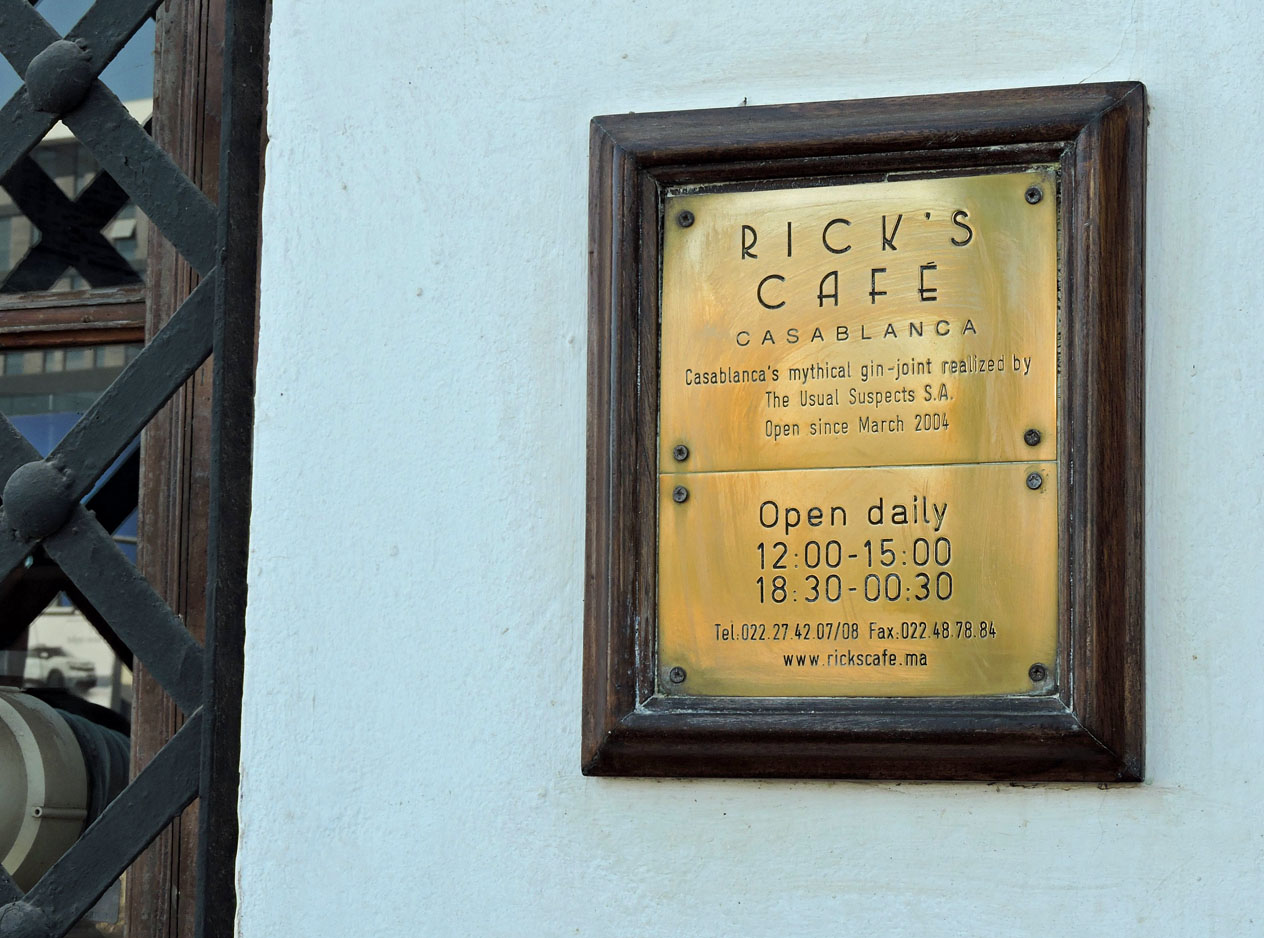 RICK'S
CAFÉ
CASABLANCA
Casablanca's mythical gin-joint realized by
The Usual Suspects S.A.
Open since March 2004
Open daily
12:00-15:00
18:30-00:30
Tel:022.27.42.07/08 Fax:022.48.78.84
www.rickscafe.ma